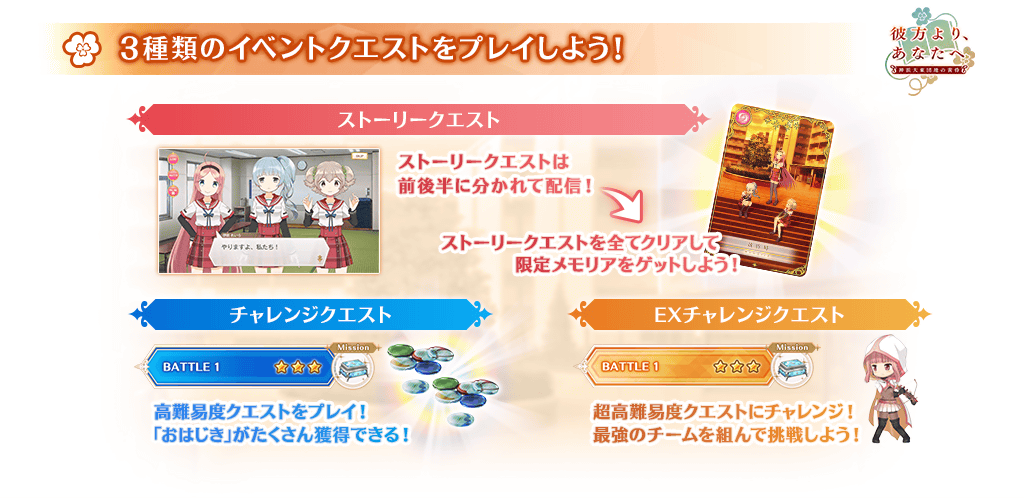 3種類のイベントクエストをプレイしよう！
彼方より、
あなたへ
ストーリークエスト
ストーリークエストは
前後半に分かれて配信！
やりますよ、私たち！
ストーリークエストを全てクリアして
限定メモリアをゲットしよう！
チャレンジクエスト
BATTLE 1
Mission
高難易度クエストをプレイ！
「おはじき」がたくさん獲得できる！
EXチャレンジクエスト
BATTLE 1
Mission
超高難易度クエストにチャレンジ！
最強のチームを組んで挑戦しよう！